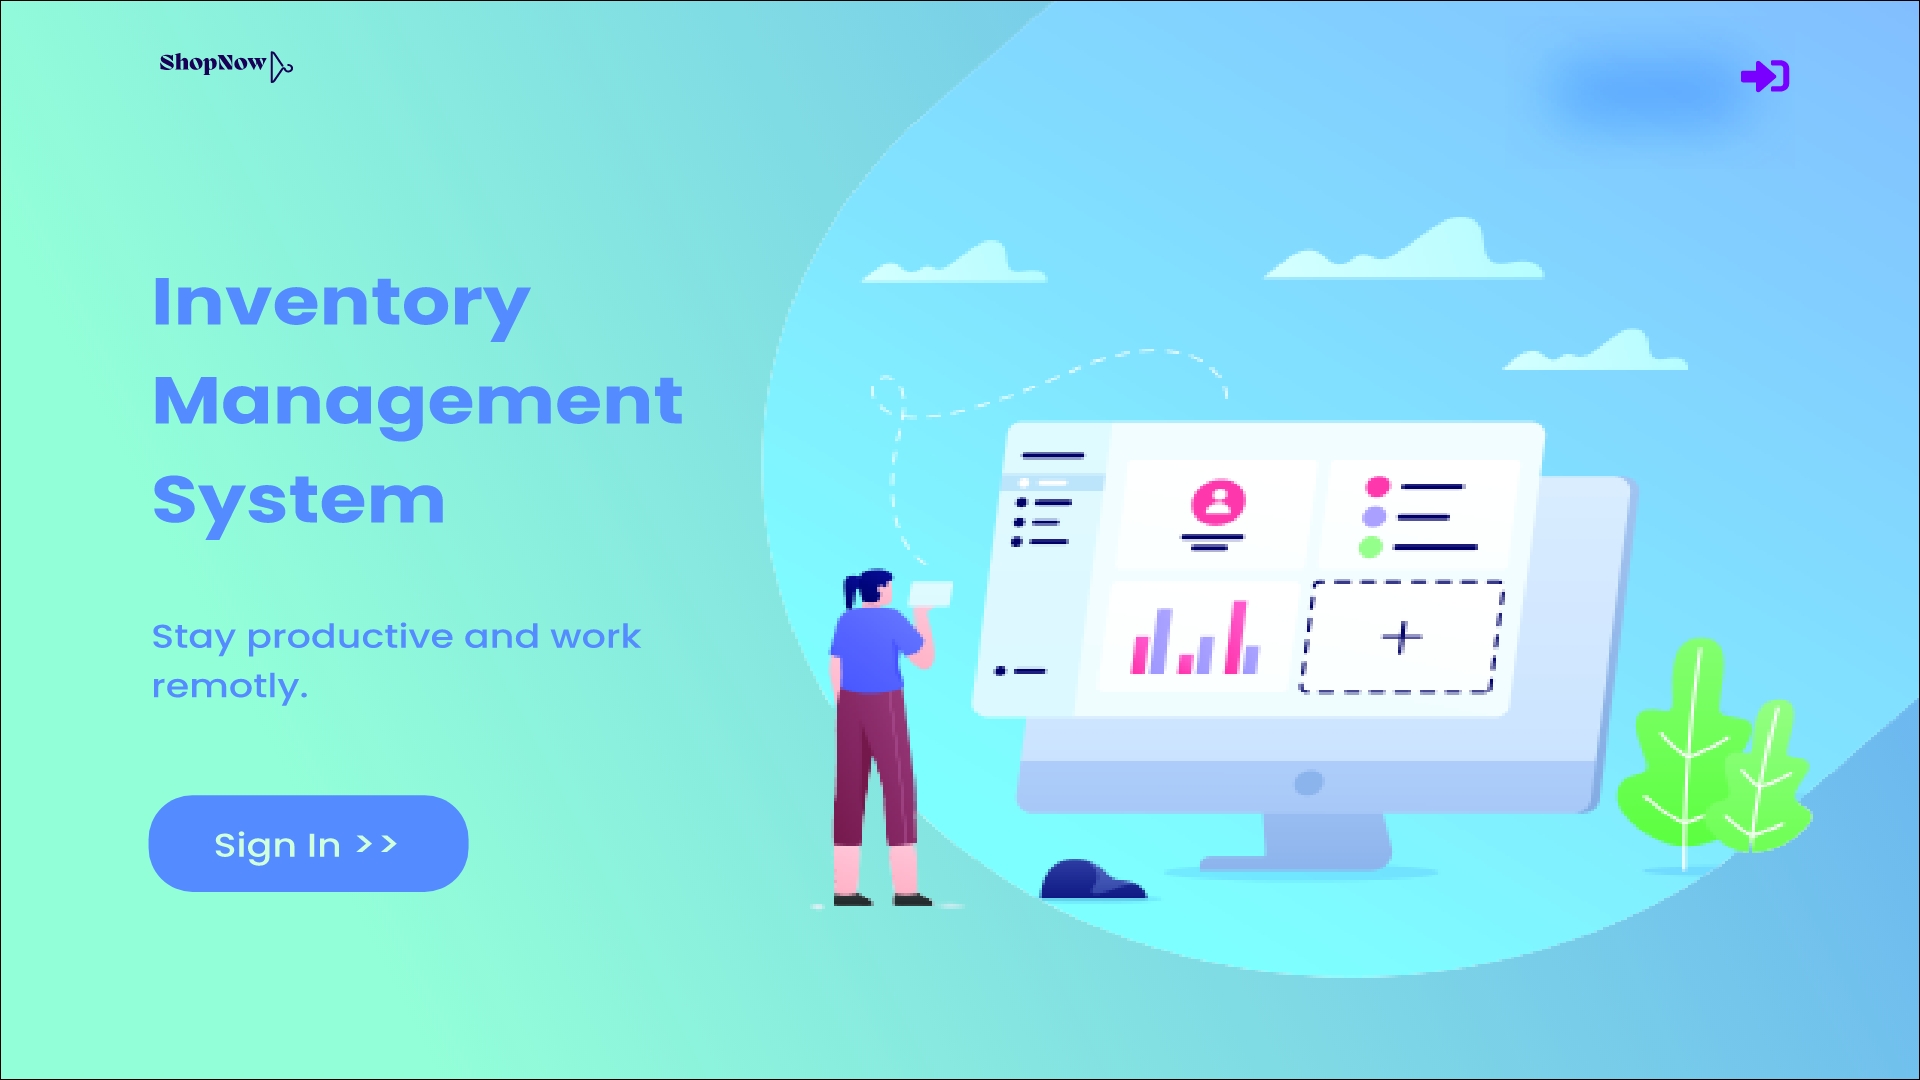 ShopNow
Inventory
Management
System
Stay productive and work
remotly.
Sign In >>